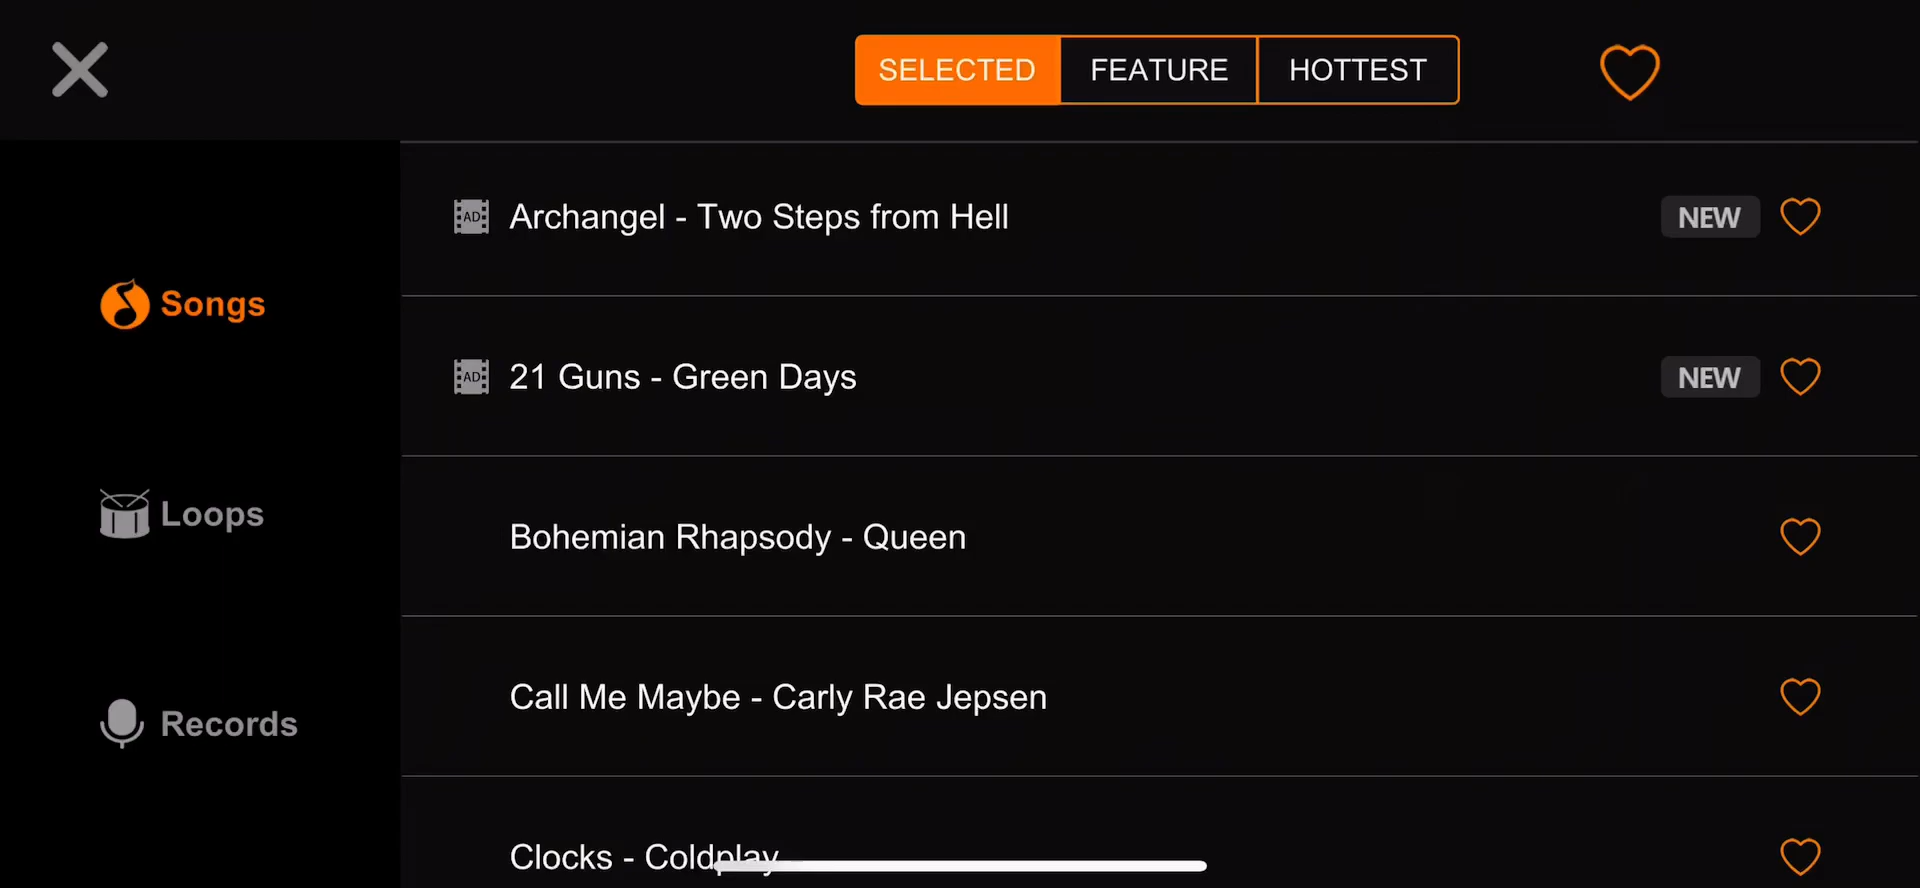 SELECTED FEATURE HOTTEST
AD Archangel - Two Steps from Hell NEW
Songs
AD 21 Guns - Green Days NEW
Loops
Bohemian Rhapsody - Queen
Records
Call Me Maybe - Carly Rae Jepsen
Clocks - Coldplay